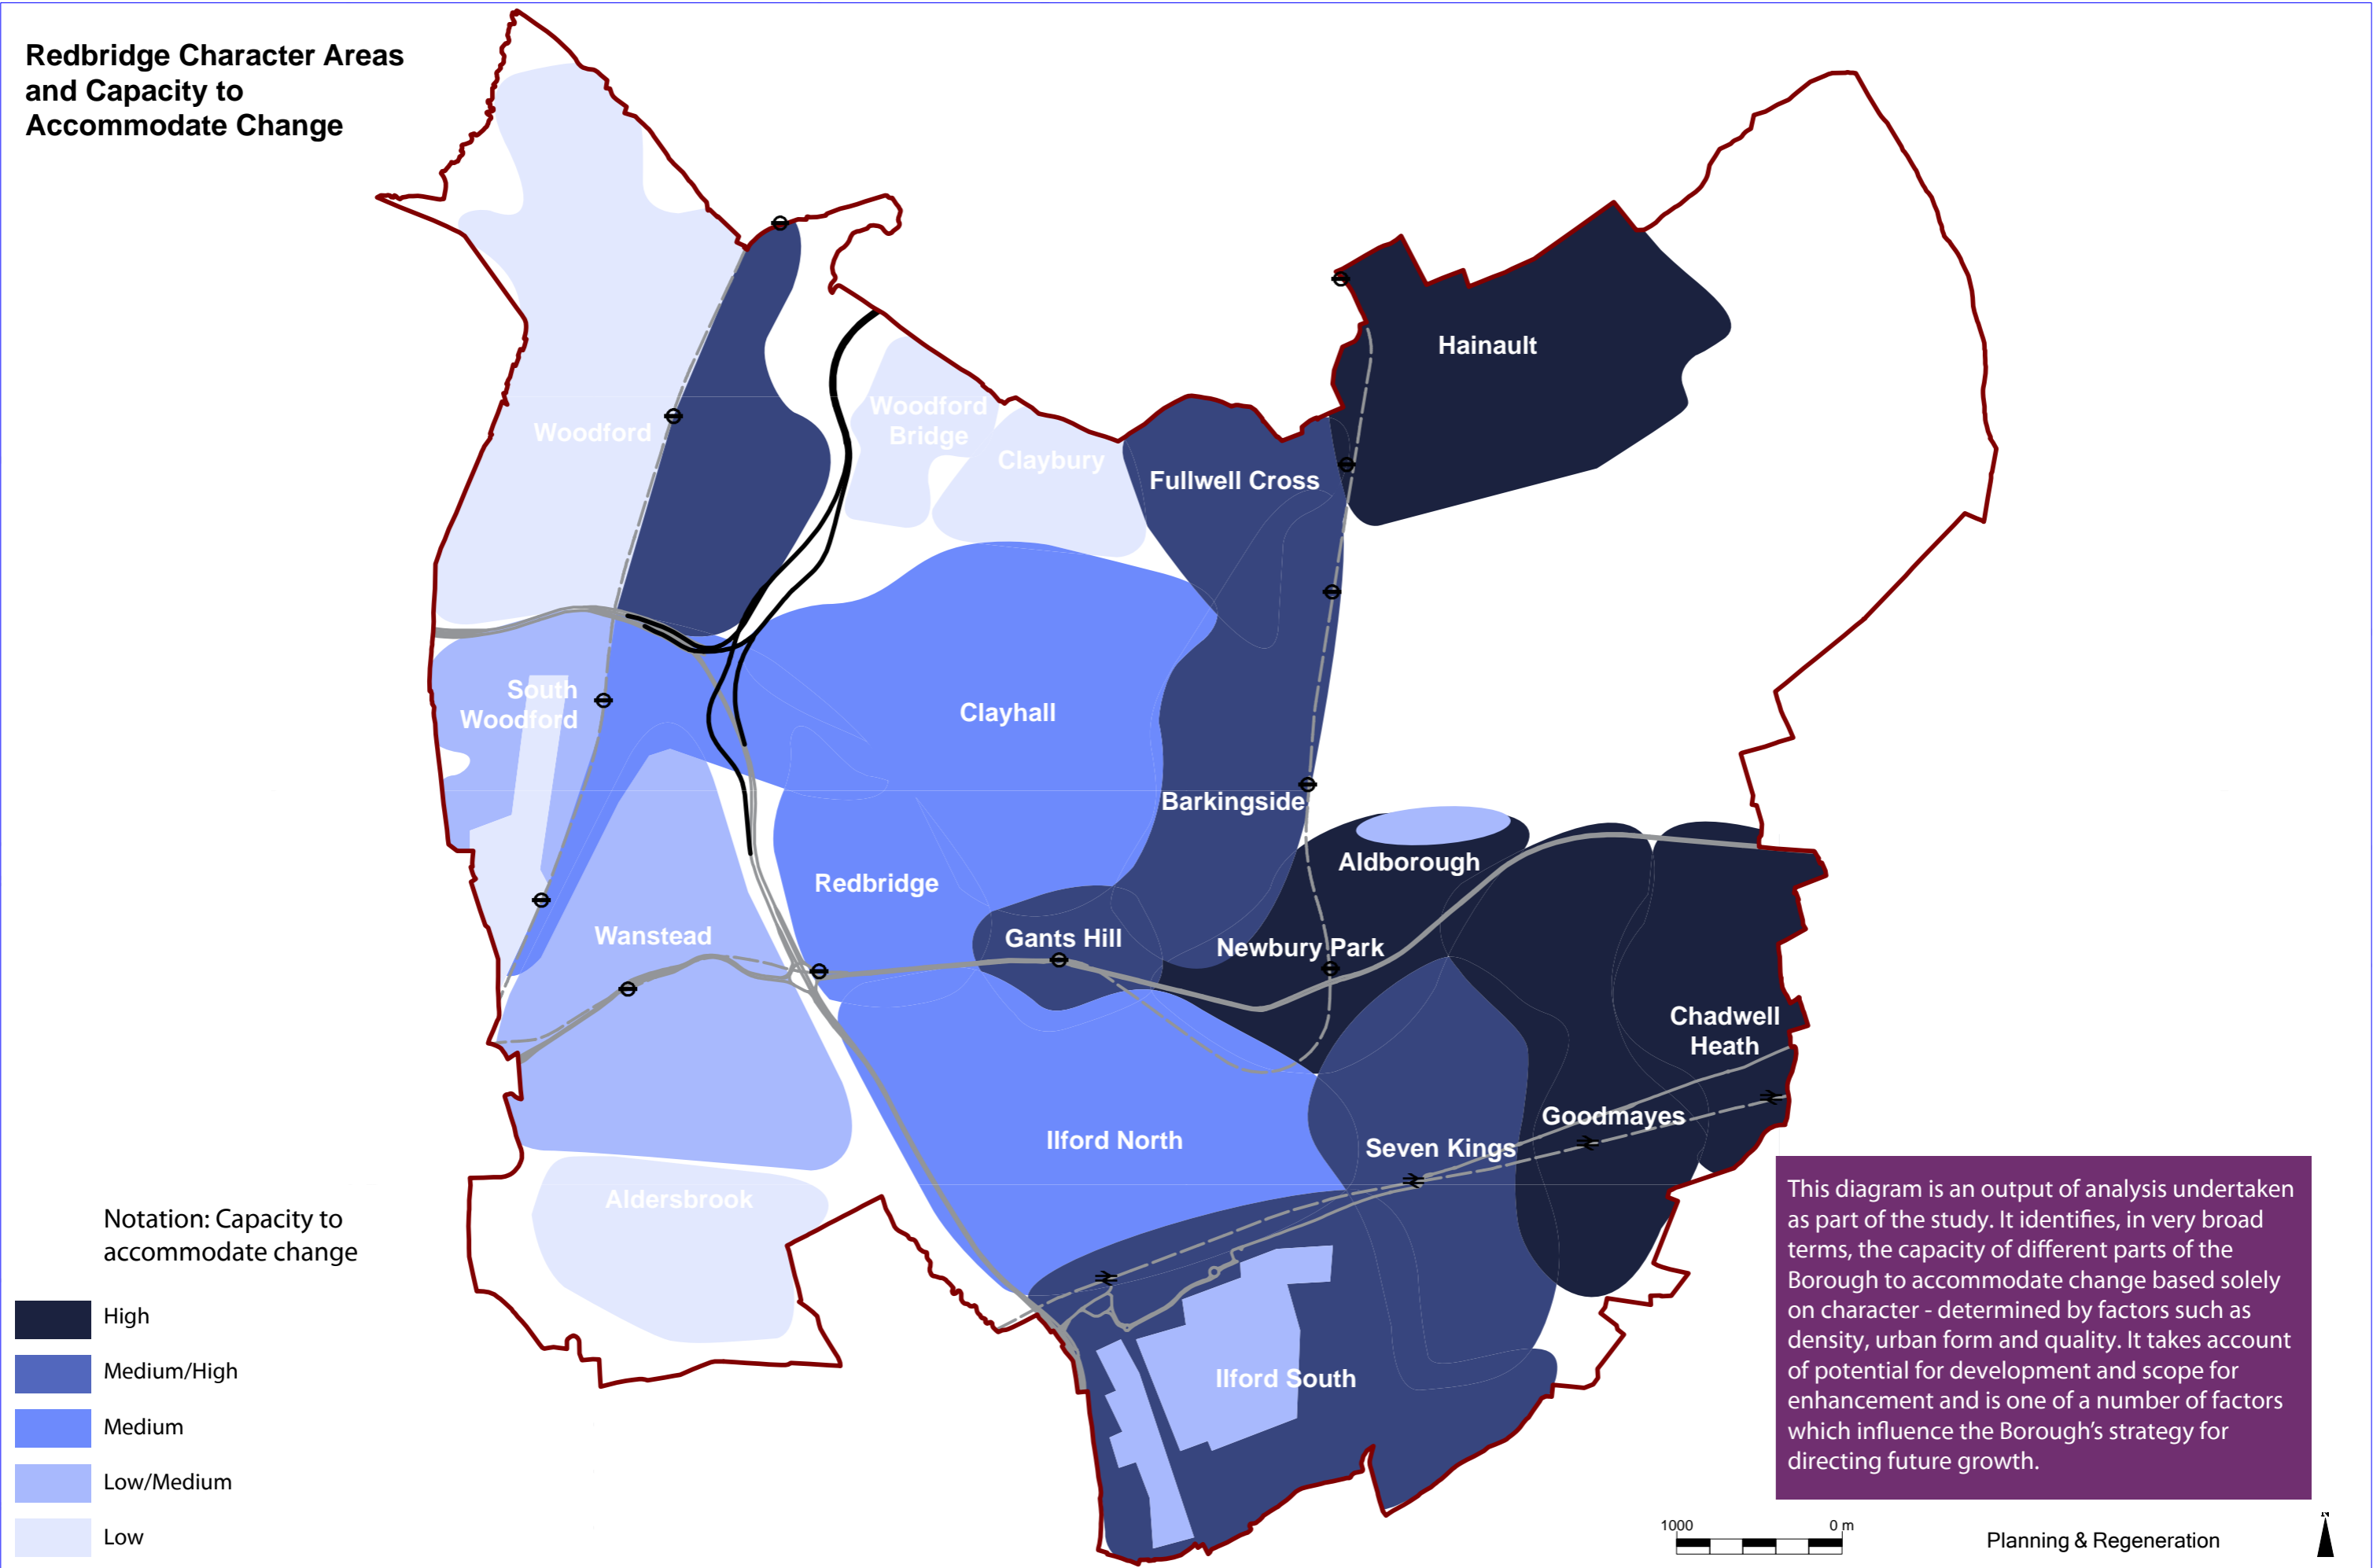 Redbridge Character Areas
and Capacity to
Accommodate Change
Hainault
Woodford
Bridge
Woodford
Claybury
Fullwell Cross
South
Woodford
Clayhall
Barkingside
Aldborough
Redbridge
Wanstead
Gants Hill
Newbury Park
Chadwell
Heath
Goodmayes
Ilford North
Seven Kings
Aldersbrook
Ilford South
Notation: Capacity to
accommodate change
High
Medium/High
Medium
Low/Medium
Low
This diagram is an output of analysis undertaken
as part of the study. It identifies, in very broad
terms, the capacity of different parts of the
Borough to accommodate change based solely
on character - determined by factors such as
density, urban form and quality. It takes account
of potential for development and scope for
enhancement and is one of a number of factors
which influence the Borough’s strategy for
directing future growth.
1000 0 m
Planning & Regeneration
N